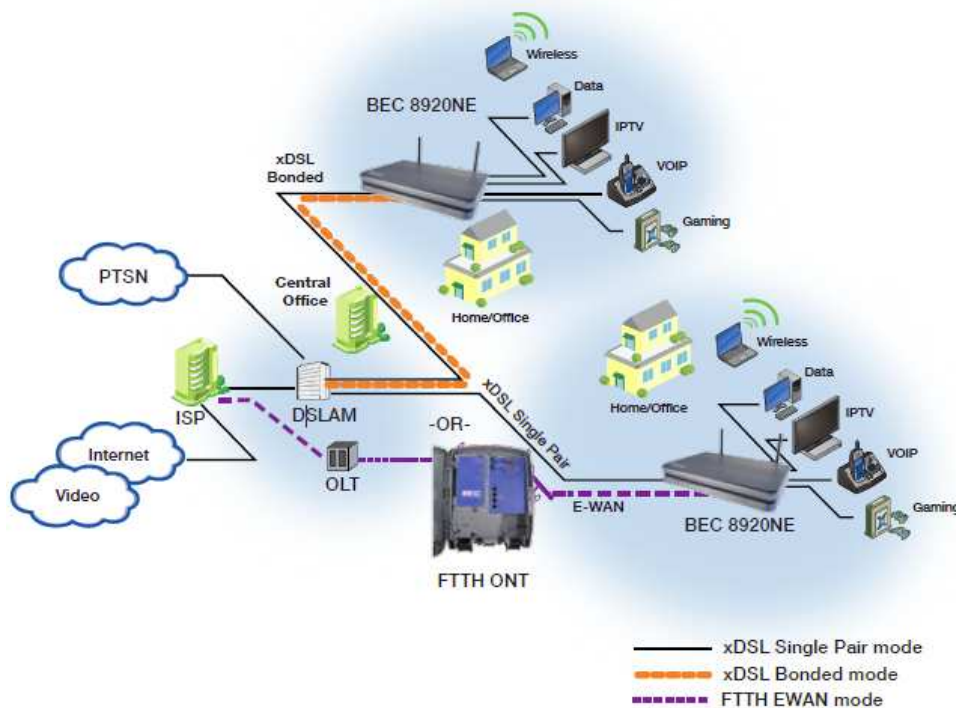 Wireless
Data
BEC 8920NE
IPTV
xDSL
Bonded
VOIP
Gaming
PTSN
Central
Office
Home/Office
Wireless
xDSL Single Pair
Data
ISP
DSLAM
Home/Office
IPTV
-OR-
Internet
OLT
VOIP
Video
BEC
E-WAN
BEC 8920NE
Gaming
FTTH ONT
xDSL Single Pair mode
xDSL Bonded mode
FTTH EWAN mode